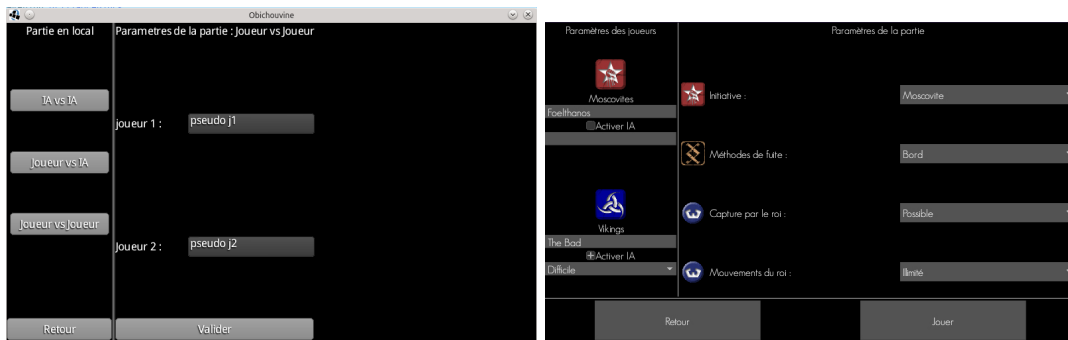 Obichouvine
Partie en local
Parametres de la partie : Joueur vs Joueur
IA vs IA
joueur 1 :
pseudo j1
Joueur vs IA
Joueur vs Joueur
Joueur 2 :
pseudo j2
Retour
Valider
Paramètres des joueurs
Paramètres de la partie
Moscovites
Initiative :
Moscovite
Foelthanos
Activer IA
Méthodes de fuite :
Bord
Vikings
Capture par le roi :
Possible
The Bad
Activer IA
Difficile
Mouvements du roi :
Illimité
Retour
Jouer